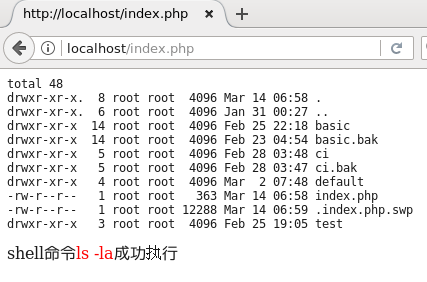 http://localhost/index.php
localhost/index.php
total 48
drwxr-xr-x.  8 root root  4096 Mar 14 06:58 .
drwxr-xr-x.  6 root root  4096 Jan 31 00:27 ..
drwxr-xr-x  14 root root  4096 Feb 25 22:18 basic
drwxr-xr-x  14 root root  4096 Feb 23 04:54 basic.bak
drwxr-xr-x   5 root root  4096 Feb 28 03:48 ci
drwxr-xr-x   5 root root  4096 Feb 28 03:47 ci.bak
drwxr-xr-x   4 root root  4096 Mar  2 07:48 default
-rw-r--r--   1 root root   363 Mar 14 06:58 index.php
-rw-r--r--   1 root root 12288 Mar 14 06:59 .index.php.swp
drwxr-xr-x   3 root root  4096 Feb 25 19:05 test
shell命令ls -la成功执行